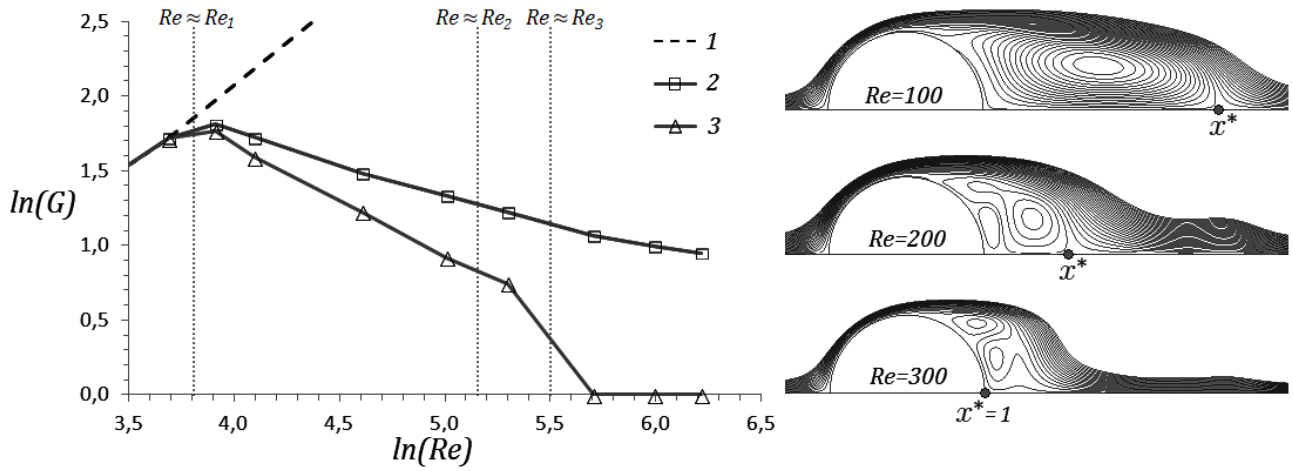 2,5
2,0
1,5
1,0
0,5
0,0
ln(G)
Re ≈ Re1
Re ≈ Re2
Re ≈ Re3
1
2
3
3,5
4,0
4,5
5,0
5,5
6,0
6,5
ln(Re)
Re=100
x*
Re=200
x*
Re=300
x*=1